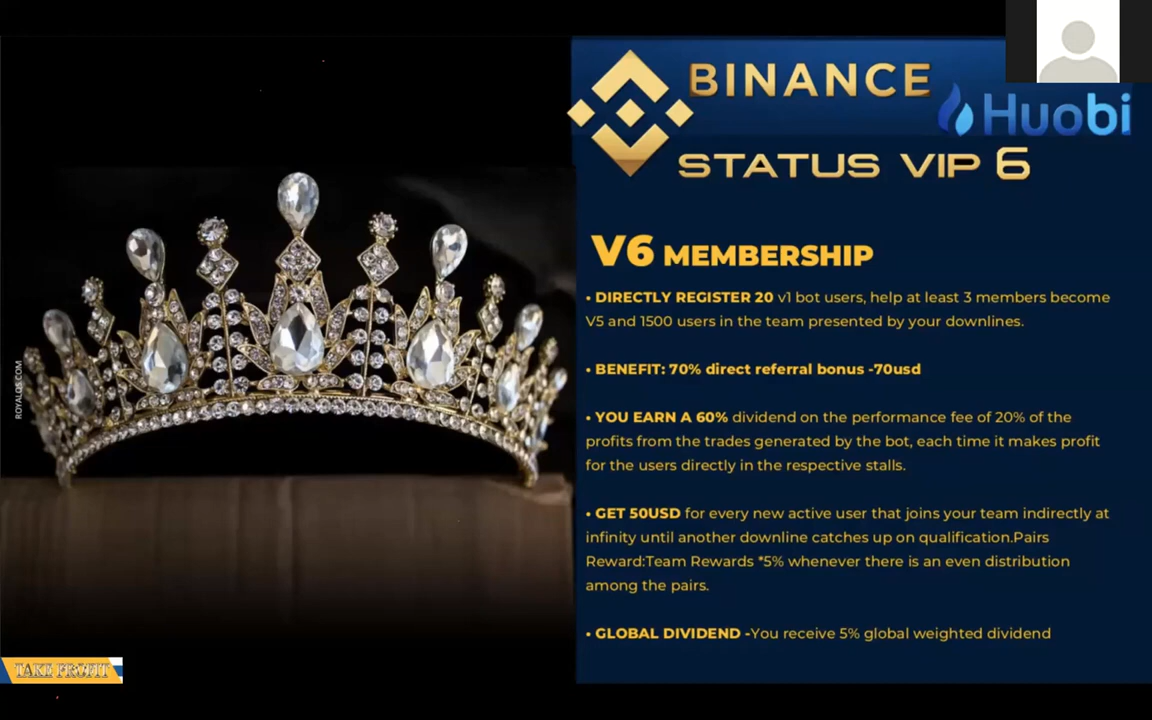 BINANCE
Huobi
STATUS VIP 6
V6 MEMBERSHIP
• DIRECTLY REGISTER 20 v1 bot users, help at least 3 members become
V5 and 1500 users in the team presented by your downlines.
• BENEFIT: 70% direct referral bonus -70usd
• YOU EARN A 60% dividend on the performance fee of 20% of the
profits from the trades generated by the bot, each time it makes profit
for the users directly in the respective stalls.
• GET 50USD for every new active user that joins your team indirectly at
infinity until another downline catches up on qualification.Pairs
Reward:Team Rewards *5% whenever there is an even distribution
among the pairs.
• GLOBAL DIVIDEND -You receive 5% global weighted dividend
ROYALQS.COM
TAKE PROFIT